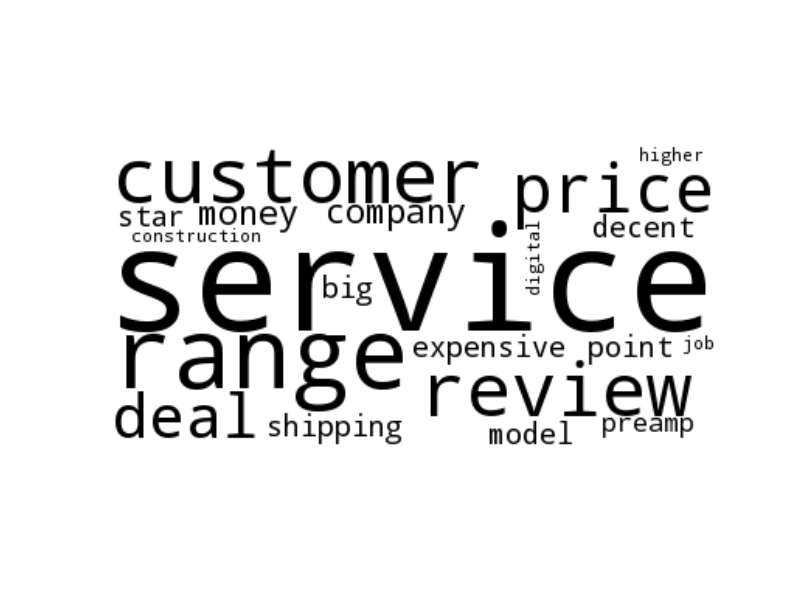 higher
customer price
star money company decent
construction
digital
service
big
range expensive point job
review
deal shipping model preamp